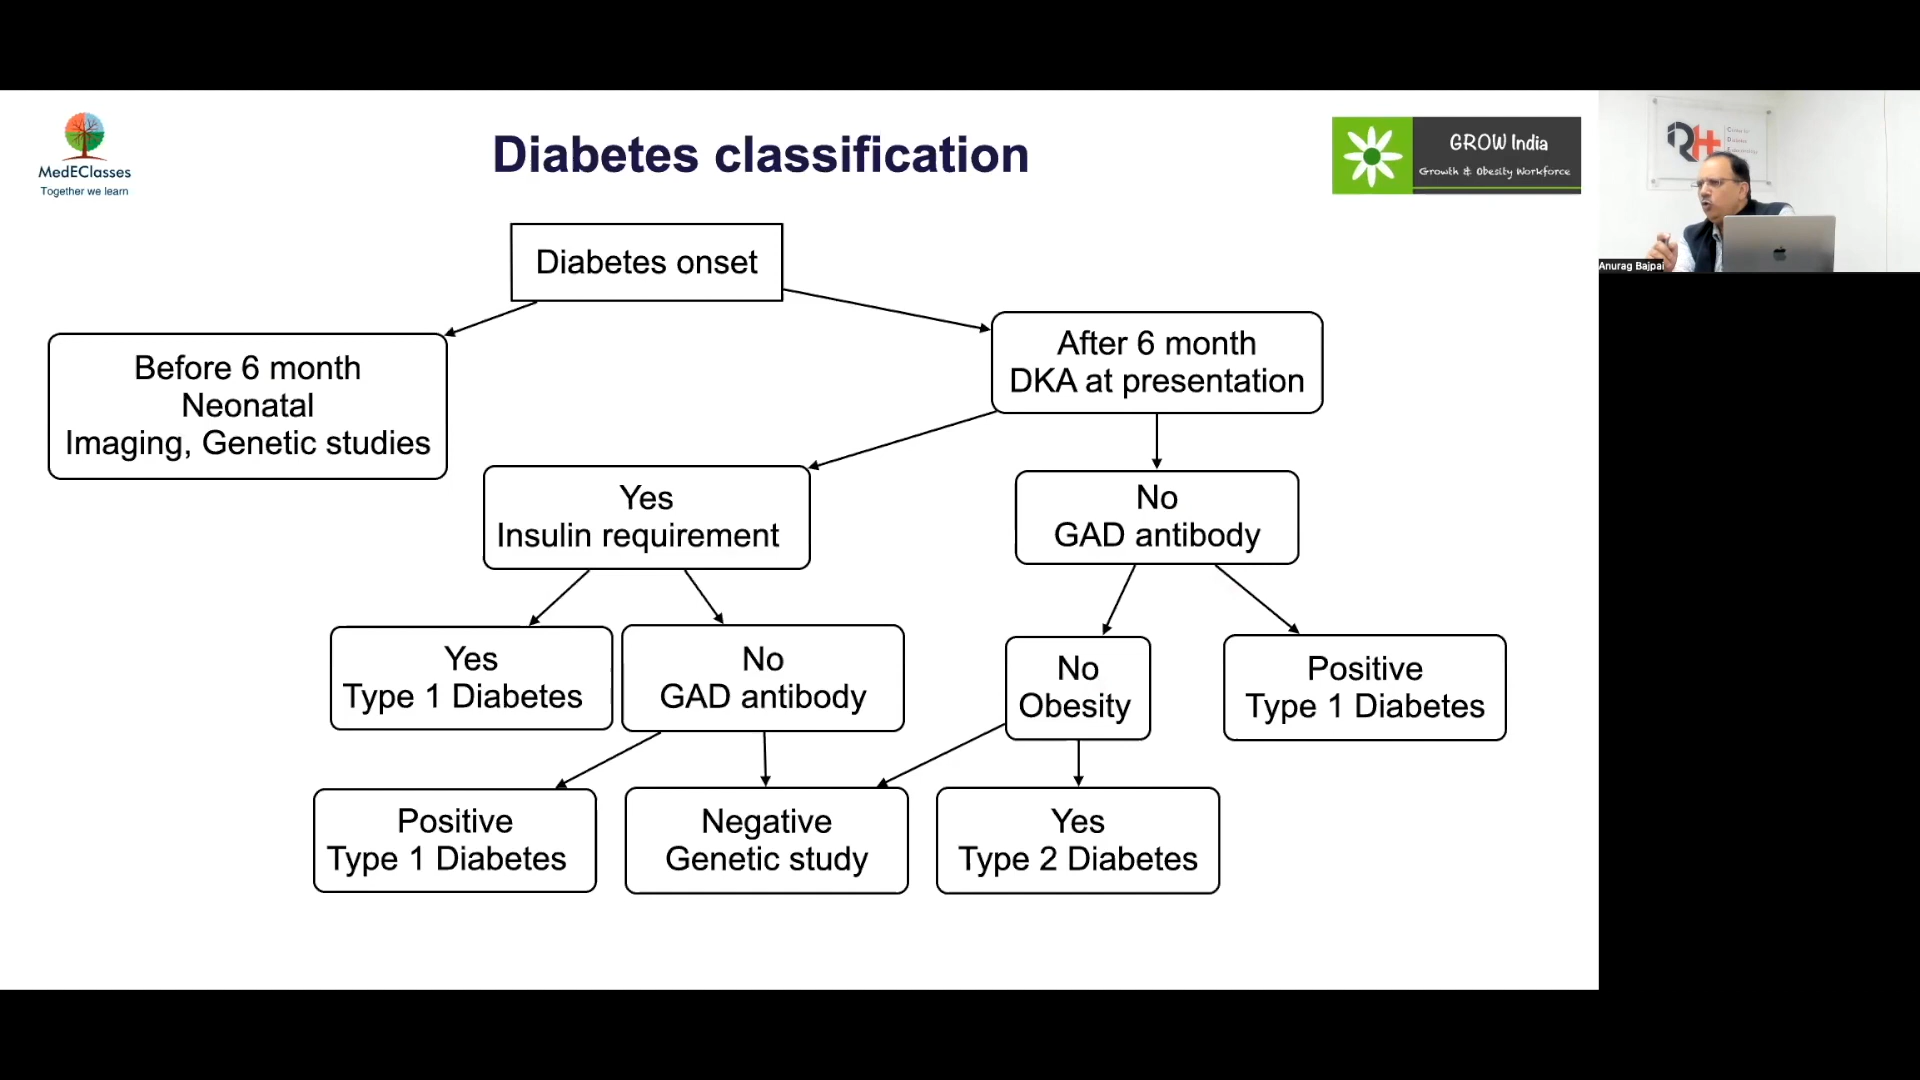 MedEClasses
Together we learn
Diabetes classification
GROW India
Growth & Obesity Workforce
Diabetes onset
Before 6 month
Neonatal
Imaging, Genetic studies
After 6 month
DKA at presentation
Yes
Insulin requirement
No
GAD antibody
Yes
Type 1 Diabetes
No
GAD antibody
No
Obesity
Positive
Type 1 Diabetes
Positive
Type 1 Diabetes
Negative
Genetic study
Yes
Type 2 Diabetes
RH
Anurag Bajpai